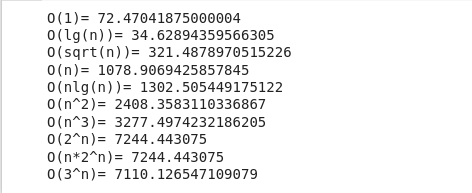 O(1)= 72.47041875000004
O(lg(n))= 34.62894359566305
O(sqrt(n))= 321.4878970515226
O(n)= 1078.9069425857845
O(nlg(n))= 1302.505449175122
O(n^2)= 2408.3583110336867
O(n^3)= 3277.4974232186205
O(2^n)= 7244.443075
O(n*2^n)= 7244.443075
O(3^n)= 7110.126547109079